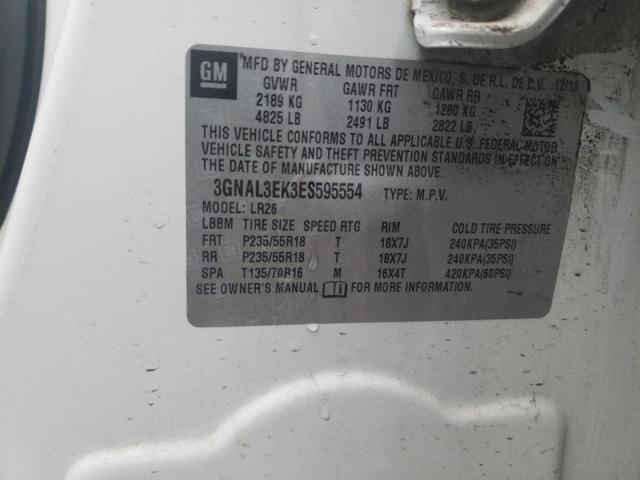 GM
MFD BY GENERAL MOTORS DE MEXICO, S. DE R.L. DE C.V. 12/13
GVWR GAWR FRT GAWR RR
2189 KG 1130 KG 1280 KG
4825 LB 2491 LB 2822 LB
THIS VEHICLE CONFORMS TO ALL APPLICABLE U.S. FEDERAL MOTOR
VEHICLE SAFETY AND THEFT PREVENTION STANDARDS IN EFFECT ON
THE DATE OF MANUFACTURE SHOWN ABOVE.
3GNAL3EK3ES595554 TYPE: M.P.V.
MODEL: LR26
LBBM TIRE SIZE SPEED RTG RIM COLD TIRE PRESSURE
FRT P235/55R18 T 18X7J 240KPA(35PSI)
RR P235/55R18 T 18X7J 240KPA(35PSI)
SPA T135/70R16 M 16X4T 420KPA(60PSI)
SEE OWNER'S MANUAL FOR MORE INFORMATION.